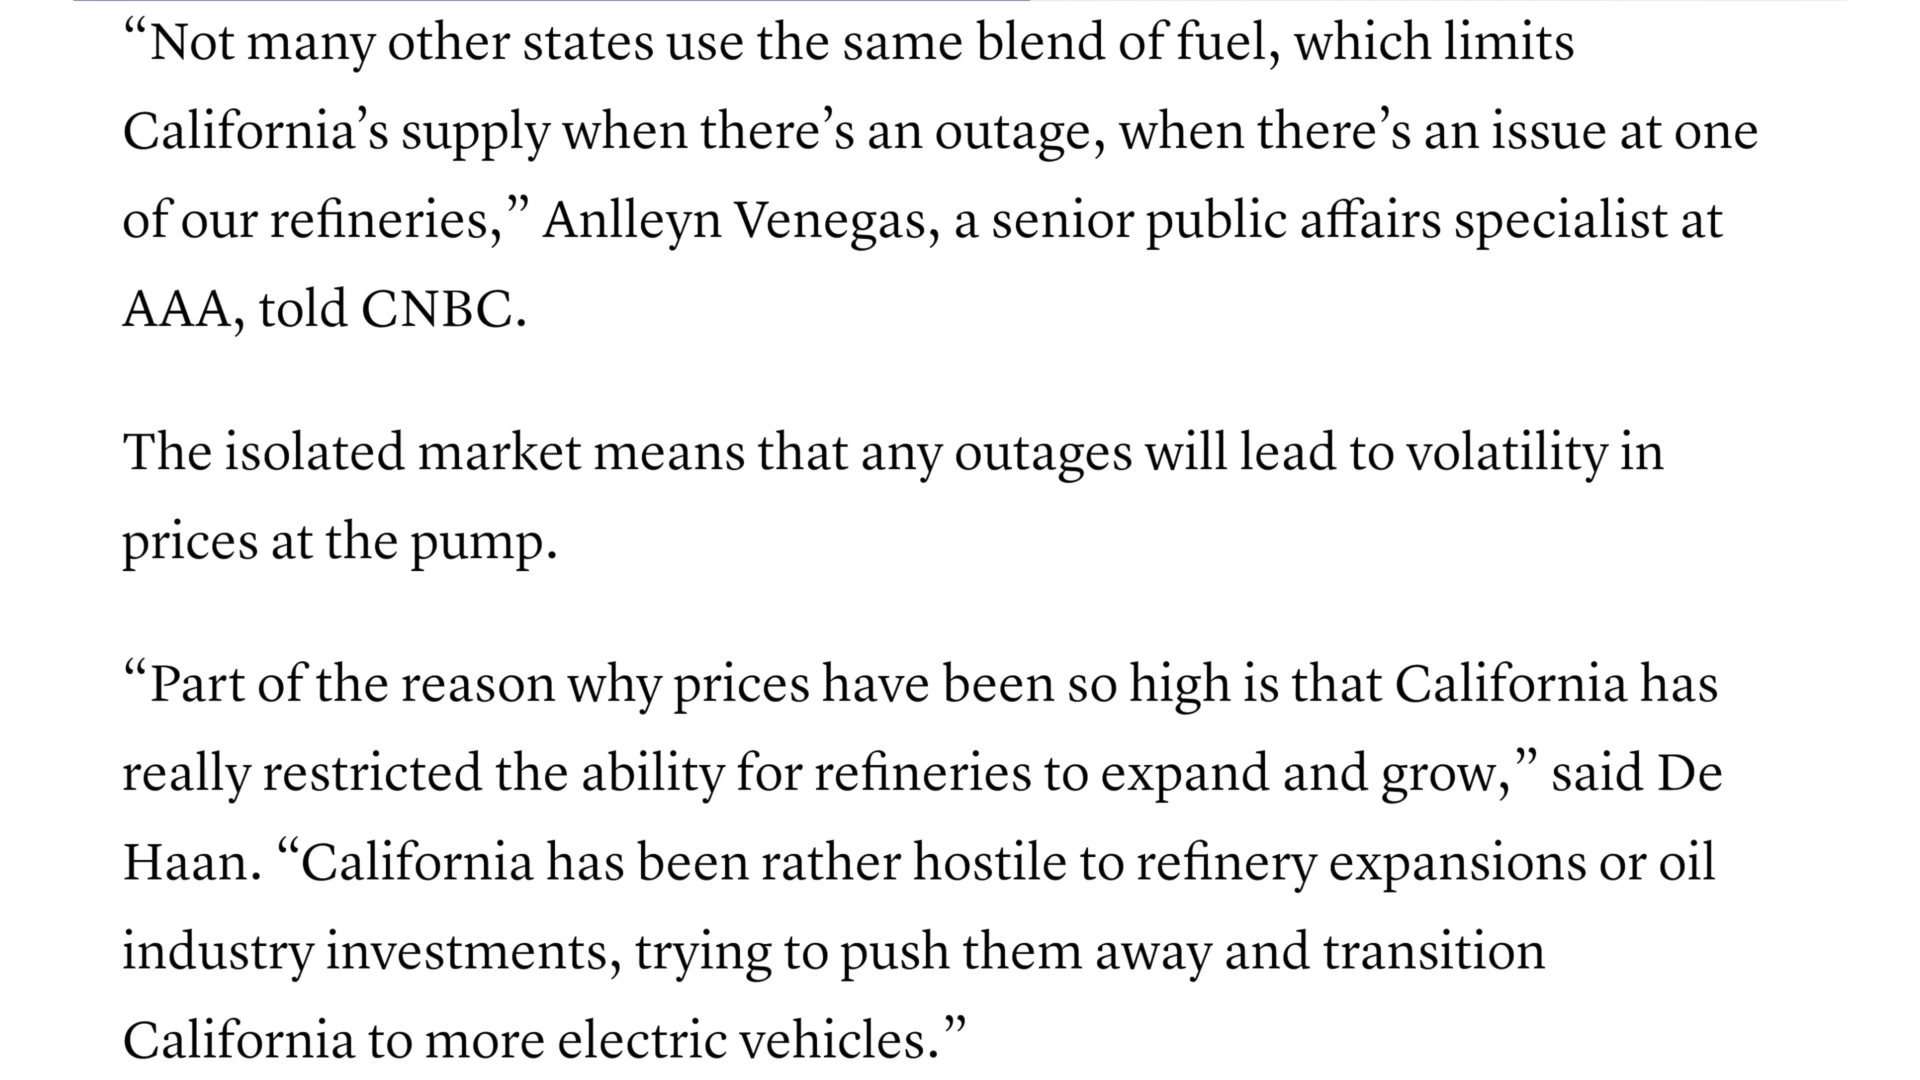 “Not many other states use the same blend of fuel, which limits
California’s supply when there’s an outage, when there’s an issue at one
of our refineries,” Anlleyn Venegas, a senior public affairs specialist at
AAA, told CNBC.
The isolated market means that any outages will lead to volatility in
prices at the pump.
“Part of the reason why prices have been so high is that California has
really restricted the ability for refineries to expand and grow,” said De
Haan. “California has been rather hostile to refinery expansions or oil
industry investments, trying to push them away and transition
California to more electric vehicles.”